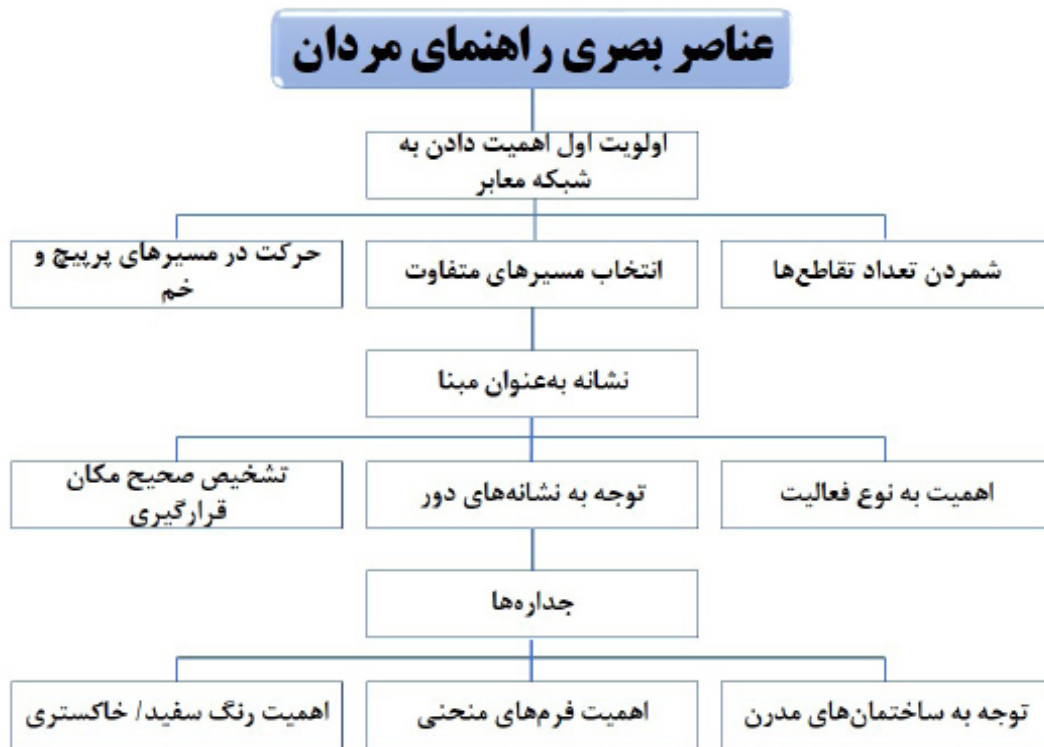 عناصر بصری راهنمای مردان
اولویت اول اهمیت دادن به
شبکه معابر
شمردن تعداد تقاطع‌ها
انتخاب مسیرهای متفاوت
حرکت در مسیرهای پرپیچ و
خم
نشانه به‌عنوان مبنا
اهمیت به نوع فعالیت
توجه به نشانه‌های دور
تشخیص صحیح مکان
قرارگیری
جداره‌ها
توجه به ساختمان‌های مدرن
اهمیت فرم‌های منحنی
اهمیت رنگ سفید/ خاکستری